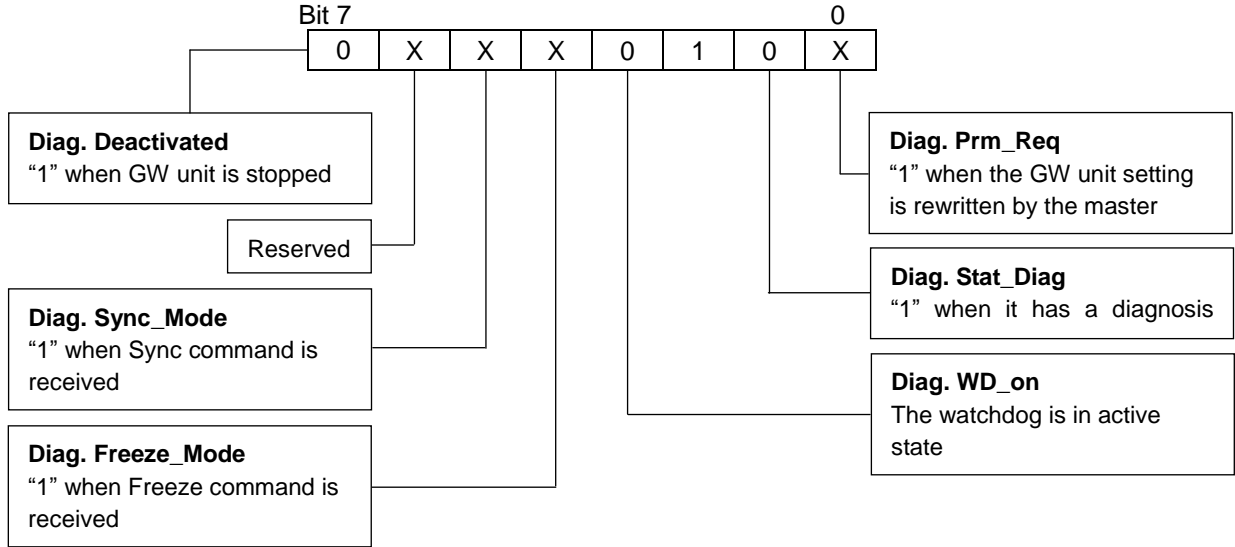 Bit 7 0
0 X X X 0 1 0 X
Diag. Deactivated
“1” when GW unit is stopped
Reserved
Diag. Sync_Mode
“1” when Sync command is
received
Diag. Freeze_Mode
“1” when Freeze command is
received
Diag. Prm_Req
“1” when the GW unit setting
is rewritten by the master
Diag. Stat_Diag
“1” when it has a diagnosis
Diag. WD_on
The watchdog is in active
state